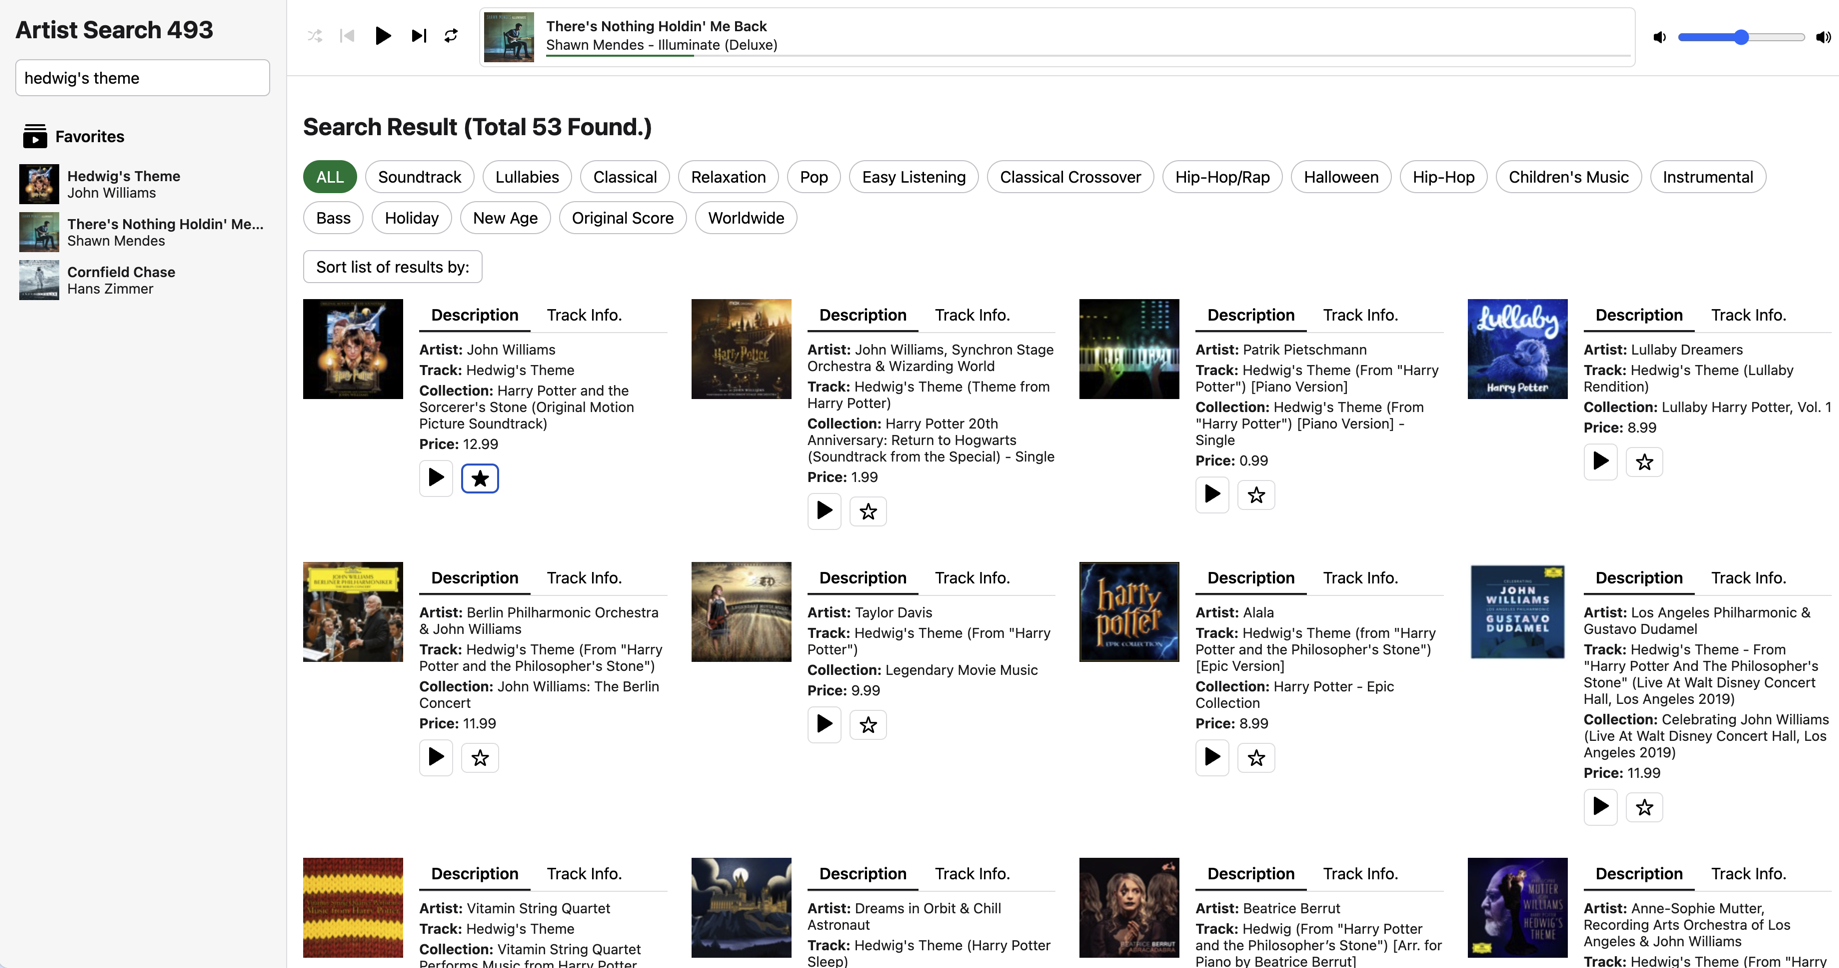 Artist Search 493
hedwig's theme
Favorites
Hedwig's Theme
John Williams
There's Nothing Holdin' Me...
Shawn Mendes
Cornfield Chase
Hans Zimmer
There's Nothing Holdin' Me Back
Shawn Mendes - Illuminate (Deluxe)
Search Result (Total 53 Found.)
ALL Soundtrack Lullabies Classical Relaxation Pop Easy Listening Classical Crossover Hip-Hop/Rap Halloween Hip-Hop Children's Music Instrumental
Bass Holiday New Age Original Score Worldwide
Sort list of results by:
Description Track Info.
Artist: John Williams
Track: Hedwig's Theme
Collection: Harry Potter and the
Sorcerer's Stone (Original Motion
Picture Soundtrack)
Price: 12.99
Harry Potter
Description Track Info.
Artist: John Williams, Synchron Stage
Orchestra & Wizarding World
Track: Hedwig's Theme (Theme from
Harry Potter)
Collection: Harry Potter 20th
Anniversary: Return to Hogwarts
(Soundtrack from the Special) - Single
Price: 1.99
Description Track Info.
Artist: Patrik Pietschmann
Track: Hedwig's Theme (From "Harry
Potter") [Piano Version]
Collection: Hedwig's Theme (From
"Harry Potter") [Piano Version] -
Single
Price: 0.99
Lullaby
Harry Potter
Description Track Info.
Artist: Lullaby Dreamers
Track: Hedwig's Theme (Lullaby
Rendition)
Collection: Lullaby Harry Potter, Vol. 1
Price: 8.99
JOHN WILLIAMS
BERLINER PHILHARMONIKER
Description Track Info.
Artist: Berlin Philharmonic Orchestra
& John Williams
Track: Hedwig's Theme (From "Harry
Potter and the Philosopher's Stone")
Collection: John Williams: The Berlin
Concert
Price: 11.99
Description Track Info.
Artist: Taylor Davis
Track: Hedwig's Theme (From "Harry
Potter")
Collection: Legendary Movie Music
Price: 9.99
harry
potter
EPIC COLLECTION
Description Track Info.
Artist: Alala
Track: Hedwig's Theme (from "Harry
Potter and the Philosopher's Stone")
[Epic Version]
Collection: Harry Potter - Epic
Collection
Price: 8.99
CELEBRATING
JOHN
WILLIAMS
LOS ANGELES PHILHARMONIC
GUSTAVO
DUDAMEL
Description Track Info.
Artist: Los Angeles Philharmonic &
Gustavo Dudamel
Track: Hedwig's Theme - From
"Harry Potter And The Philosopher's
Stone" (Live At Walt Disney Concert
Hall, Los Angeles 2019)
Collection: Celebrating John Williams
(Live At Walt Disney Concert Hall, Los
Angeles 2019)
Price: 11.99
Description Track Info.
Artist: Vitamin String Quartet
Track: Hedwig's Theme
Collection: Vitamin String Quartet
Performs Music from Harry Potter
Description Track Info.
Artist: Dreams in Orbit & Chill
Astronaut
Track: Hedwig's Theme (Harry Potter
Sleep)
BEATRICE BERRUT
ABRACADABRA
Description Track Info.
Artist: Beatrice Berrut
Track: Hedwig (From "Harry Potter
and the Philosopher’s Stone") [Arr. for
Piano by Beatrice Berrut]
MUTTER
WILLIAMS
HEDWIG'S
THEME
Description Track Info.
Artist: Anne-Sophie Mutter,
Recording Arts Orchestra of Los
Angeles & John Williams
Track: Hedwig's Theme (From "Harry